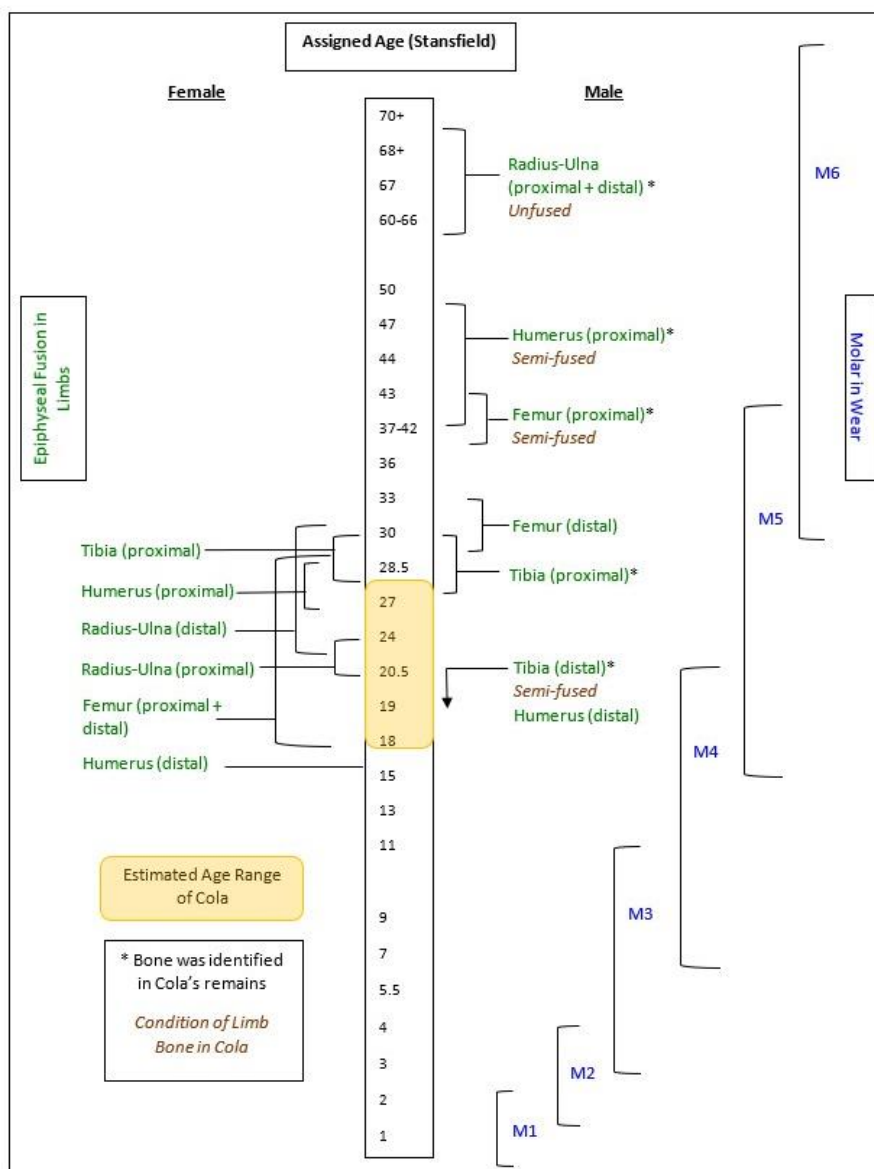 Assigned Age (Stansfield)
Female
Male
70+
68+
67
60-66
50
47
44
43
37-42
36
33
30
28.5
27
24
20.5
19
18
15
13
11
9
7
5.5
4
3
2
1
Epiphyseal Fusion in
Limbs
Tibia (proximal)
Humerus (proximal)
Radius-Ulna (distal)
Radius-Ulna (proximal)
Femur (proximal +
distal)
Humerus (distal)
Estimated Age Range
of Cola
* Bone was identified
in Cola's remains
Condition of Limb
Bone in Cola
Radius-Ulna
(proximal + distal) *
Unfused
Humerus (proximal)*
Semi-fused
Femur (proximal)*
Semi-fused
Femur (distal)
Tibia (proximal)*
Tibia (distal)*
Semi-fused
Humerus (distal)
M6
M5
M4
M3
M2
M1
Molar in Wear